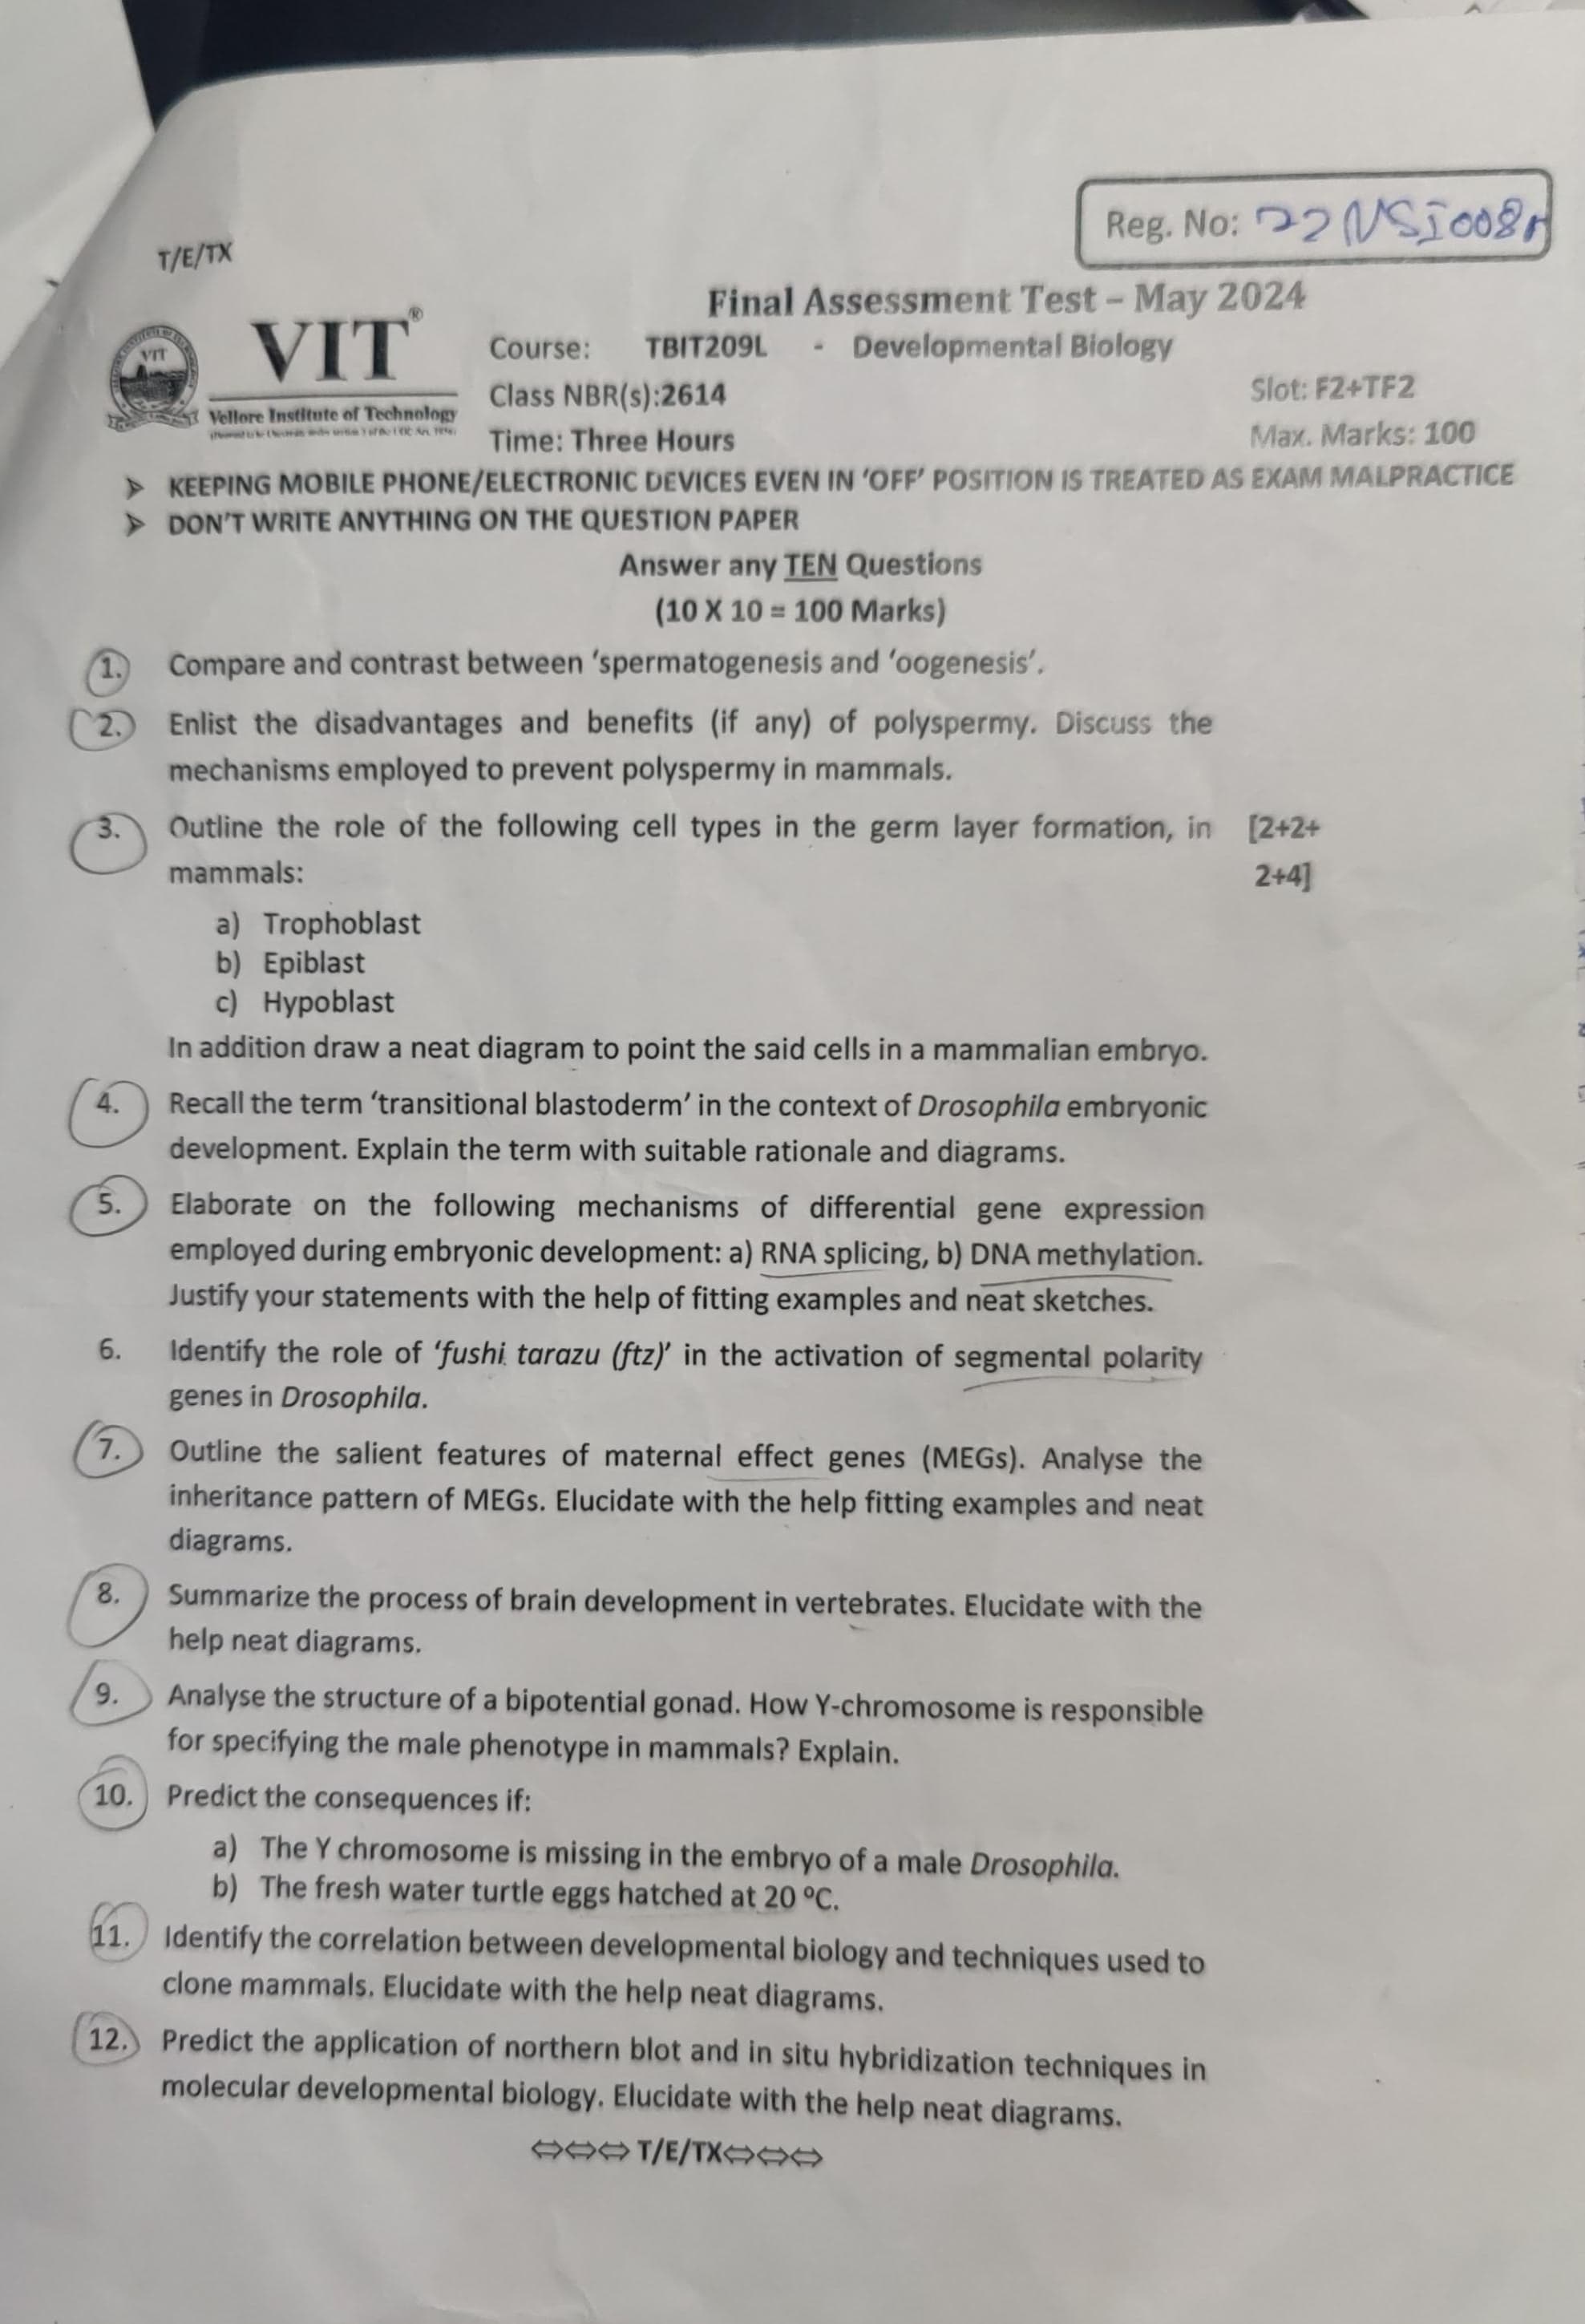 Reg. No: 22NSI008
T/E/TX
Final Assessment Test – May 2024
VIT®
Vellore Institute of Technology
Course: TBIT209L - Developmental Biology
Class NBR(s):2614
Slot: F2+TF2
Time: Three Hours
Max. Marks: 100
➤ KEEPING MOBILE PHONE/ELECTRONIC DEVICES EVEN IN ‘OFF’ POSITION IS TREATED AS EXAM MALPRACTICE
➤ DON’T WRITE ANYTHING ON THE QUESTION PAPER
Answer any TEN Questions
(10 X 10 = 100 Marks)
1. Compare and contrast between ‘spermatogenesis and ‘oogenesis’.
2. Enlist the disadvantages and benefits (if any) of polyspermy. Discuss the
mechanisms employed to prevent polyspermy in mammals.
3. Outline the role of the following cell types in the germ layer formation, in [2+2+
mammals: 2+4]
a) Trophoblast
b) Epiblast
c) Hypoblast
In addition draw a neat diagram to point the said cells in a mammalian embryo.
4. Recall the term ‘transitional blastoderm’ in the context of Drosophila embryonic
development. Explain the term with suitable rationale and diagrams.
5. Elaborate on the following mechanisms of differential gene expression
employed during embryonic development: a) RNA splicing, b) DNA methylation.
Justify your statements with the help of fitting examples and neat sketches.
6. Identify the role of ‘fushi tarazu (ftz)’ in the activation of segmental polarity
genes in Drosophila.
7. Outline the salient features of maternal effect genes (MEGs). Analyse the
inheritance pattern of MEGs. Elucidate with the help fitting examples and neat
diagrams.
8. Summarize the process of brain development in vertebrates. Elucidate with the
help neat diagrams.
9. Analyse the structure of a bipotential gonad. How Y-chromosome is responsible
for specifying the male phenotype in mammals? Explain.
10. Predict the consequences if:
a) The Y chromosome is missing in the embryo of a male Drosophila.
b) The fresh water turtle eggs hatched at 20 ºC.
11. Identify the correlation between developmental biology and techniques used to
clone mammals. Elucidate with the help neat diagrams.
12. Predict the application of northern blot and in situ hybridization techniques in
molecular developmental biology. Elucidate with the help neat diagrams.
⇔⇔⇔ T/E/TX⇔⇔⇔